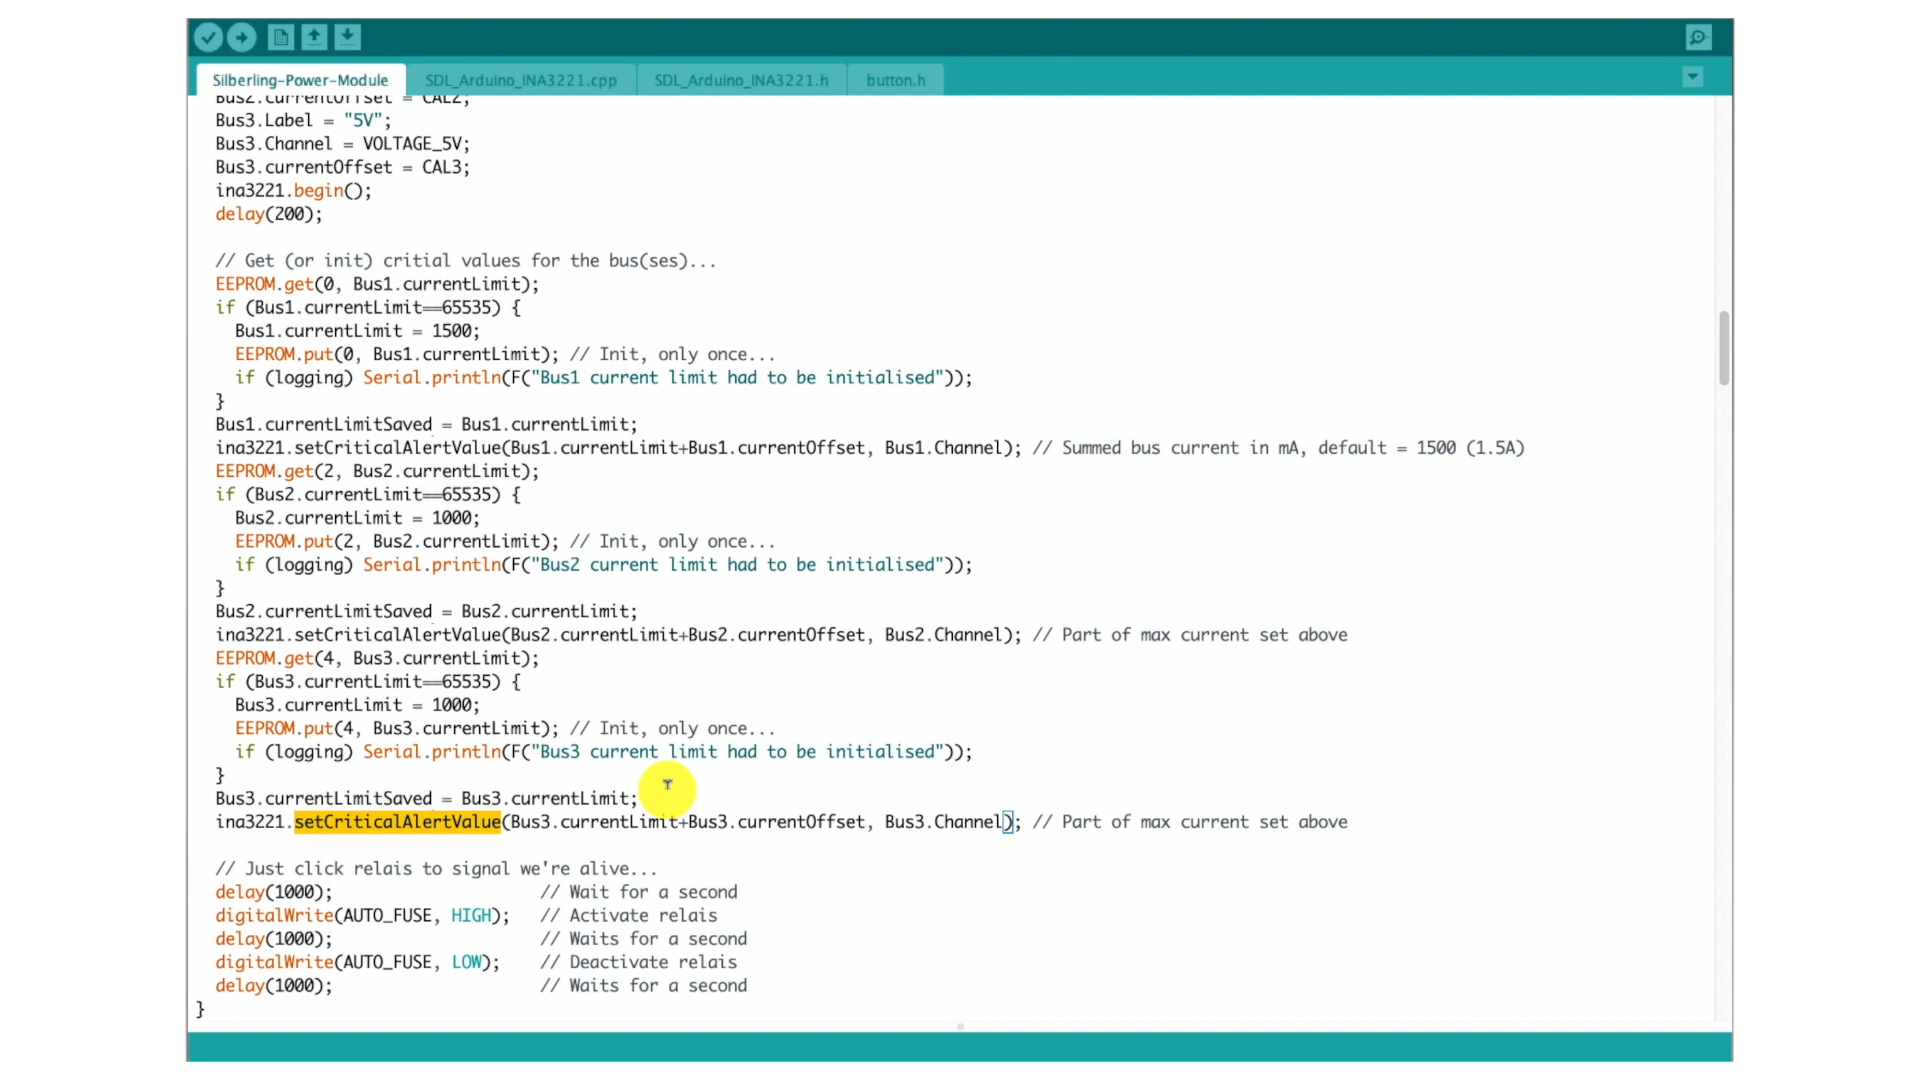 Silberling-Power-Module SDL_Arduino_INA3221.cpp SDL_Arduino_INA3221.h button.h
Bus2.currentOffset = CAL2;
Bus3.Label = "5V";
Bus3.Channel = VOLTAGE_5V;
Bus3.currentOffset = CAL3;
ina3221.begin();
delay(200);
// Get (or init) critial values for the bus(ses)...
EEPROM.get(0, Bus1.currentLimit);
if (Bus1.currentLimit==65535) {
Bus1.currentLimit = 1500;
EEPROM.put(0, Bus1.currentLimit); // Init, only once...
if (logging) Serial.println(F("Bus1 current limit had to be initialised"));
}
Bus1.currentLimitSaved = Bus1.currentLimit;
ina3221.setCriticalAlertValue(Bus1.currentLimit+Bus1.currentOffset, Bus1.Channel); // Summed bus current in mA, default = 1500 (1.5A)
EEPROM.get(2, Bus2.currentLimit);
if (Bus2.currentLimit==65535) {
Bus2.currentLimit = 1000;
EEPROM.put(2, Bus2.currentLimit); // Init, only once...
if (logging) Serial.println(F("Bus2 current limit had to be initialised"));
}
Bus2.currentLimitSaved = Bus2.currentLimit;
ina3221.setCriticalAlertValue(Bus2.currentLimit+Bus2.currentOffset, Bus2.Channel); // Part of max current set above
EEPROM.get(4, Bus3.currentLimit);
if (Bus3.currentLimit==65535) {
Bus3.currentLimit = 1000;
EEPROM.put(4, Bus3.currentLimit); // Init, only once...
if (logging) Serial.println(F("Bus3 current limit had to be initialised"));
}
Bus3.currentLimitSaved = Bus3.currentLimit;
ina3221.setCriticalAlertValue(Bus3.currentLimit+Bus3.currentOffset, Bus3.Channel); // Part of max current set above
// Just click relais to signal we're alive...
delay(1000); // Wait for a second
digitalWrite(AUTO_FUSE, HIGH); // Activate relais
delay(1000); // Waits for a second
digitalWrite(AUTO_FUSE, LOW); // Deactivate relais
delay(1000); // Waits for a second
}